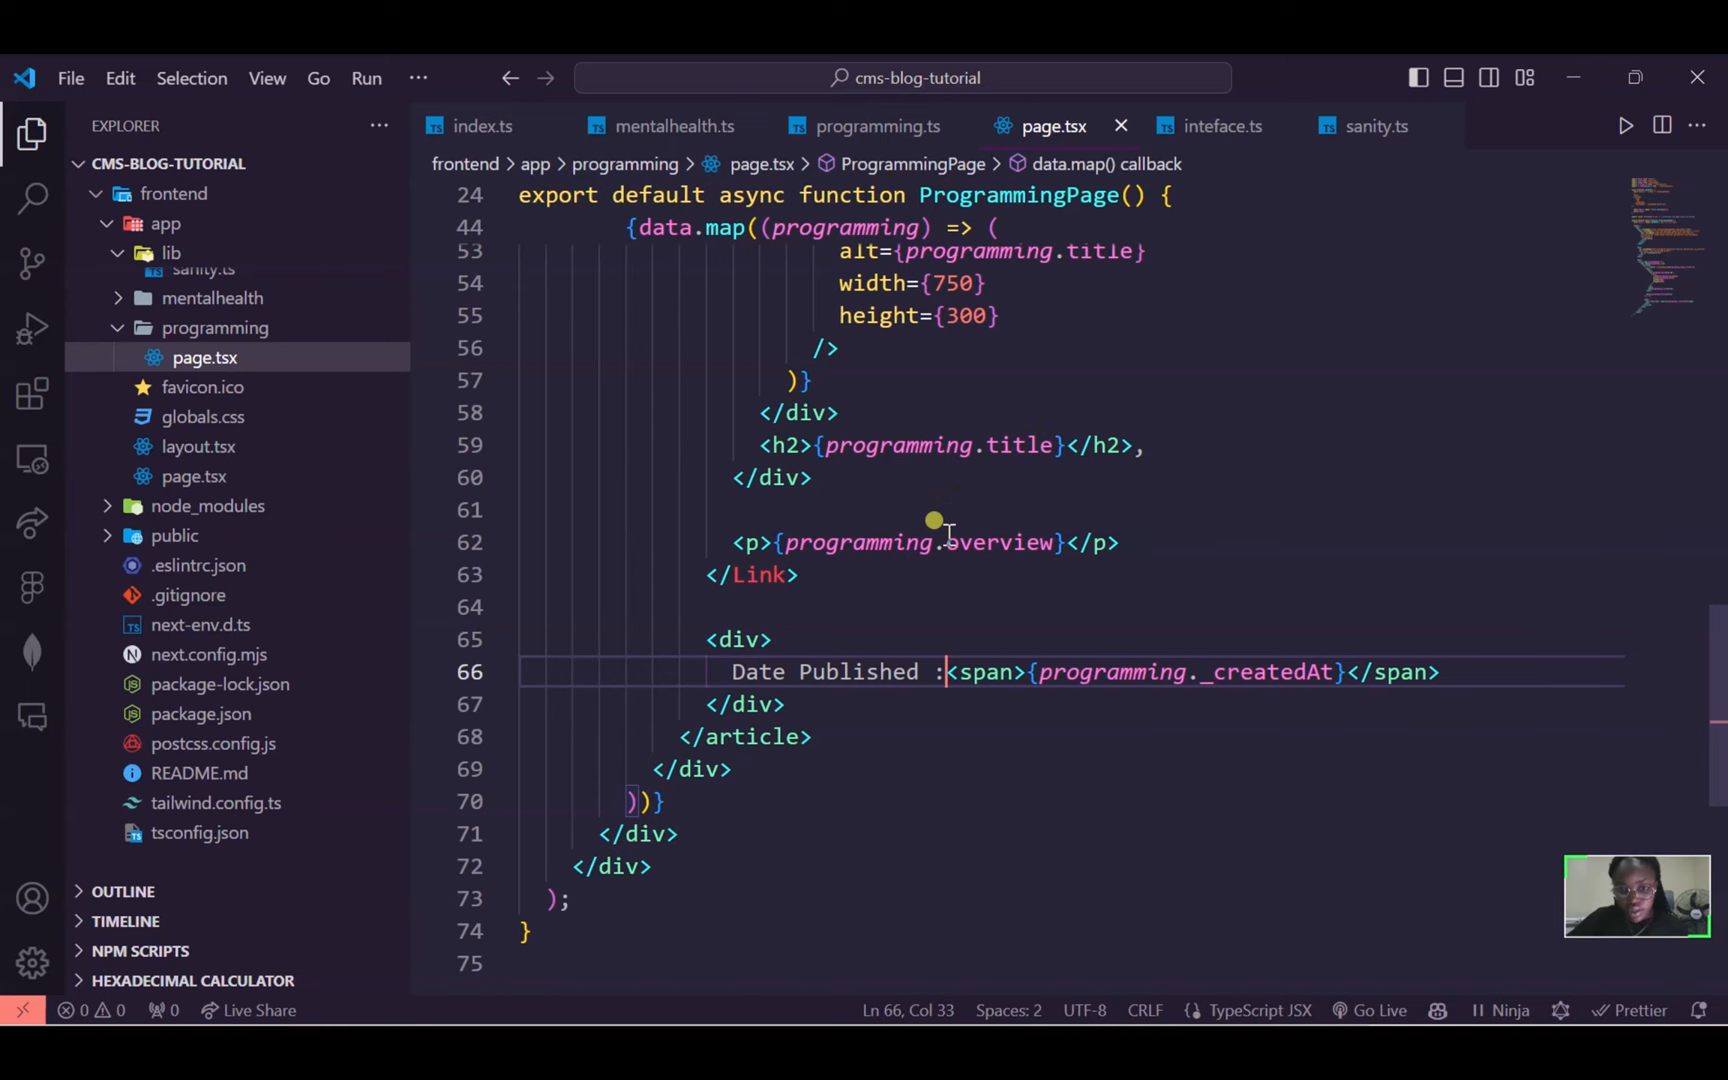 File Edit Selection View Go Run ··· cms-blog-tutorial
EXPLORER ···
CMS-BLOG-TUTORIAL
frontend
app
lib
sanity.ts
mentalhealth
programming
page.tsx
favicon.ico
globals.css
layout.tsx
page.tsx
node_modules
public
.eslintrc.json
.gitignore
next-env.d.ts
next.config.mjs
package-lock.json
package.json
postcss.config.js
README.md
tailwind.config.ts
tsconfig.json
OUTLINE
TIMELINE
NPM SCRIPTS
HEXADECIMAL CALCULATOR
TS index.ts TS mentalhealth.ts TS programming.ts page.tsx TS inteface.ts TS sanity.ts
frontend > app > programming > page.tsx > ProgrammingPage > data.map() callback
24 export default async function ProgrammingPage() {
44 {data.map((programming) => (
53 alt={programming.title}
54 width={750}
55 height={300}
56 />
57 )}
58 </div>
59 <h2>{programming.title}</h2>,
60 </div>
61
62 <p>{programming.overview}</p>
63 </Link>
64
65 <div>
66 Date Published :<span>{programming._createdAt}</span>
67 </div>
68 </article>
69 </div>
70 ))}
71 </div>
72 </div>
73 );
74 }
75
0 0 0 Live Share Ln 66, Col 33 Spaces: 2 UTF-8 CRLF TypeScript JSX Go Live Ninja Prettier